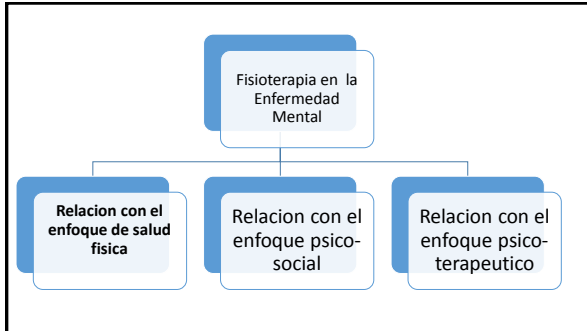 Fisioterapia en la
Enfermedad
Mental
Relacion con el
enfoque de salud
fisica
Relacion con el
enfoque psico-
social
Relacion con el
enfoque psico-
terapeutico